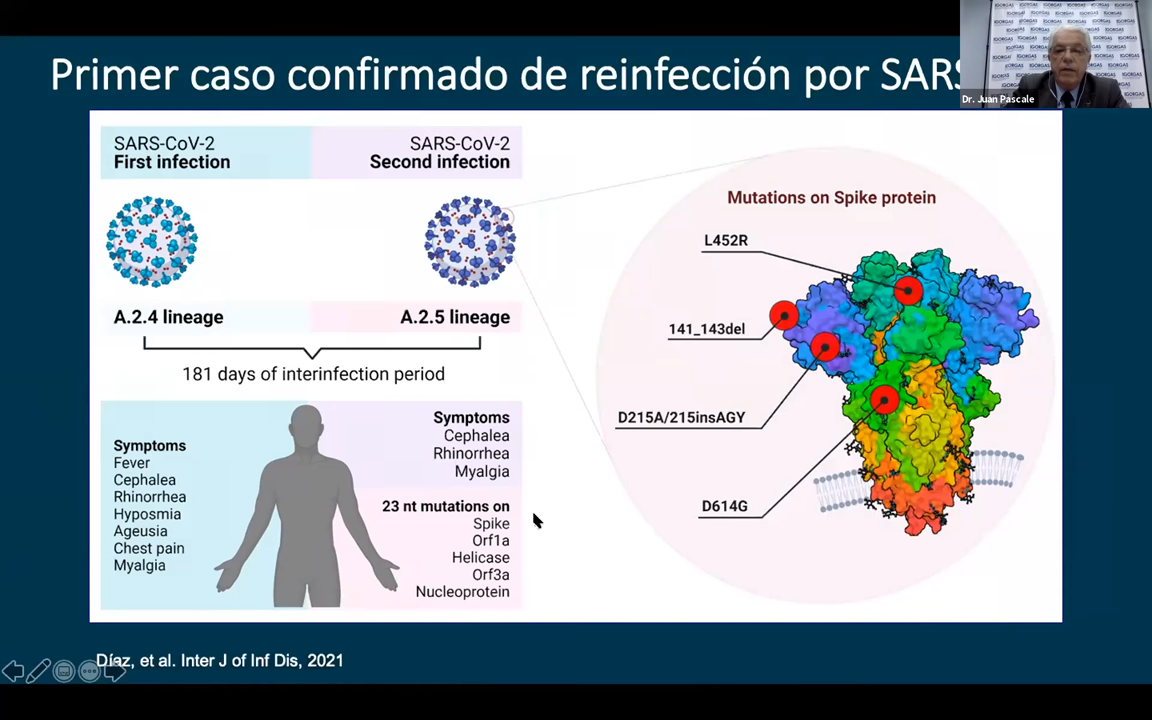 Primer caso confirmado de reinfección por SARS
IGORGAS
Dr. Juan Pascale
SARS-CoV-2
First infection
SARS-CoV-2
Second infection
A.2.4 lineage
A.2.5 lineage
181 days of interinfection period
Symptoms
Fever
Cephalea
Rhinorrhea
Hyposmia
Ageusia
Chest pain
Myalgia
Symptoms
Cephalea
Rhinorrhea
Myalgia
23 nt mutations on
Spike
Orf1a
Helicase
Orf3a
Nucleoprotein
Mutations on Spike protein
L452R
141_143del
D215A/215insAGY
D614G
Díaz, et al. Inter J of Inf Dis, 2021